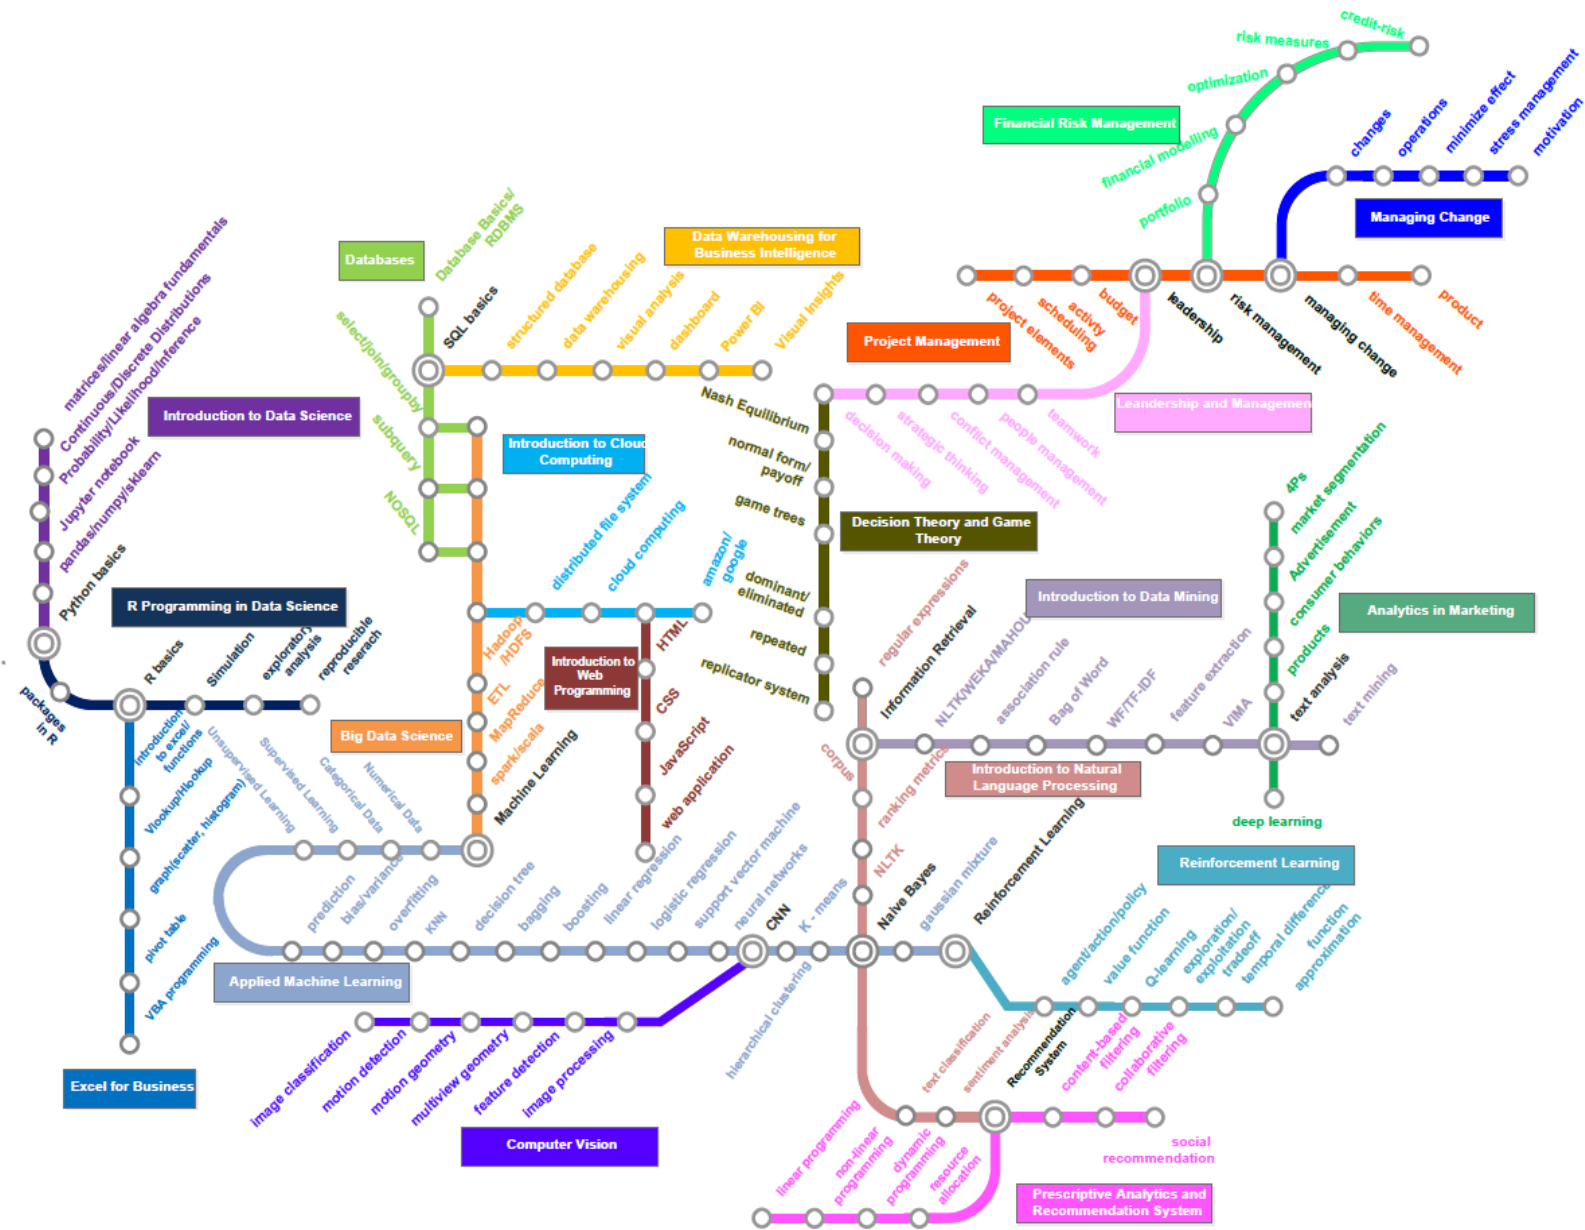 credit-risk
risk measures
optimization
financial modelling
portfolio
Financial Risk Management
changes
operations
minimize effect
stress management
motivation
Managing Change
project elements
activty
scheduling
budget
leadership
risk management
managing change
time management
product
Project Management
Leandership and Management
decision making
strategic thinking
conflict management
people management
teamwork
Databases
Database Basics/
RDBMS
SQL basics
select/join/groupby
subquery
NOSQL
Data Warehousing for
Business Intelligence
structured database
data warehousing
visual analysis
dashboard
Power BI
Visual Insights
Introduction to Data Science
matrices/linear algebra fundamentals
Continuous/Discrete Distributions
Probability/Likelihood/Inference
Jupyter notebook
pandas/numpy/sklearn
Python basics
Introduction to Cloud
Computing
distributed file system
cloud computing
amazon/
google
Nash Equilibrium
normal form/
payoff
game trees
dominant/
eliminated
repeated
replicator system
Decision Theory and Game
Theory
R Programming in Data Science
packages
in R
R basics
Simulation
exploratory
analysis
reproducible
reserach
Introduction to
Web
Programming
HTML
CSS
JavaScript
web application
Big Data Science
Hadoop
/HDFS
ETL
MapReduce
spark/scala
Machine Learning
Introduction to Data Mining
regular expressions
Information Retrieval
NLTK/WEKA/MAHOU
association rule
Bag of Word
WF/TF-IDF
feature extraction
VIMA
text analysis
text mining
4Ps
market segmentation
Advertisement
consumer behaviors
products
Analytics in Marketing
deep learning
Introduction to Natural
Language Processing
corpus
ranking metrics
NLTK
Naive Bayes
gaussian mixture
Reinforcement Learning
Reinforcement Learning
agent/action/policy
value function
Q-learning
exploration/
exploitation
tradeoff
temporal difference
function
approximation
introduction
to excel/
functions
Vlookup/Hlookup
graph(scatter, histogram)
pivot table
VBA programming
Excel for Business
Unsupervised Learning
Supervised Learning
Categorical Data
Numerical Data
prediction
bias/variance
overfitting
KNN
decision tree
bagging
boosting
linear regression
logistic regression
support vector machine
neural networks
CNN
K - means
hierarchical clustering
Applied Machine Learning
image classification
motion detection
motion geometry
multiview geometry
feature detection
image processing
Computer Vision
text classification
sentiment analysis
Recommendation
System
content-based
filtering
collaborative
filtering
social
recommendation
linear programming
non-linear
programming
dynamic
programming
resource
allocation
Prescriptive Analytics and
Recommendation System